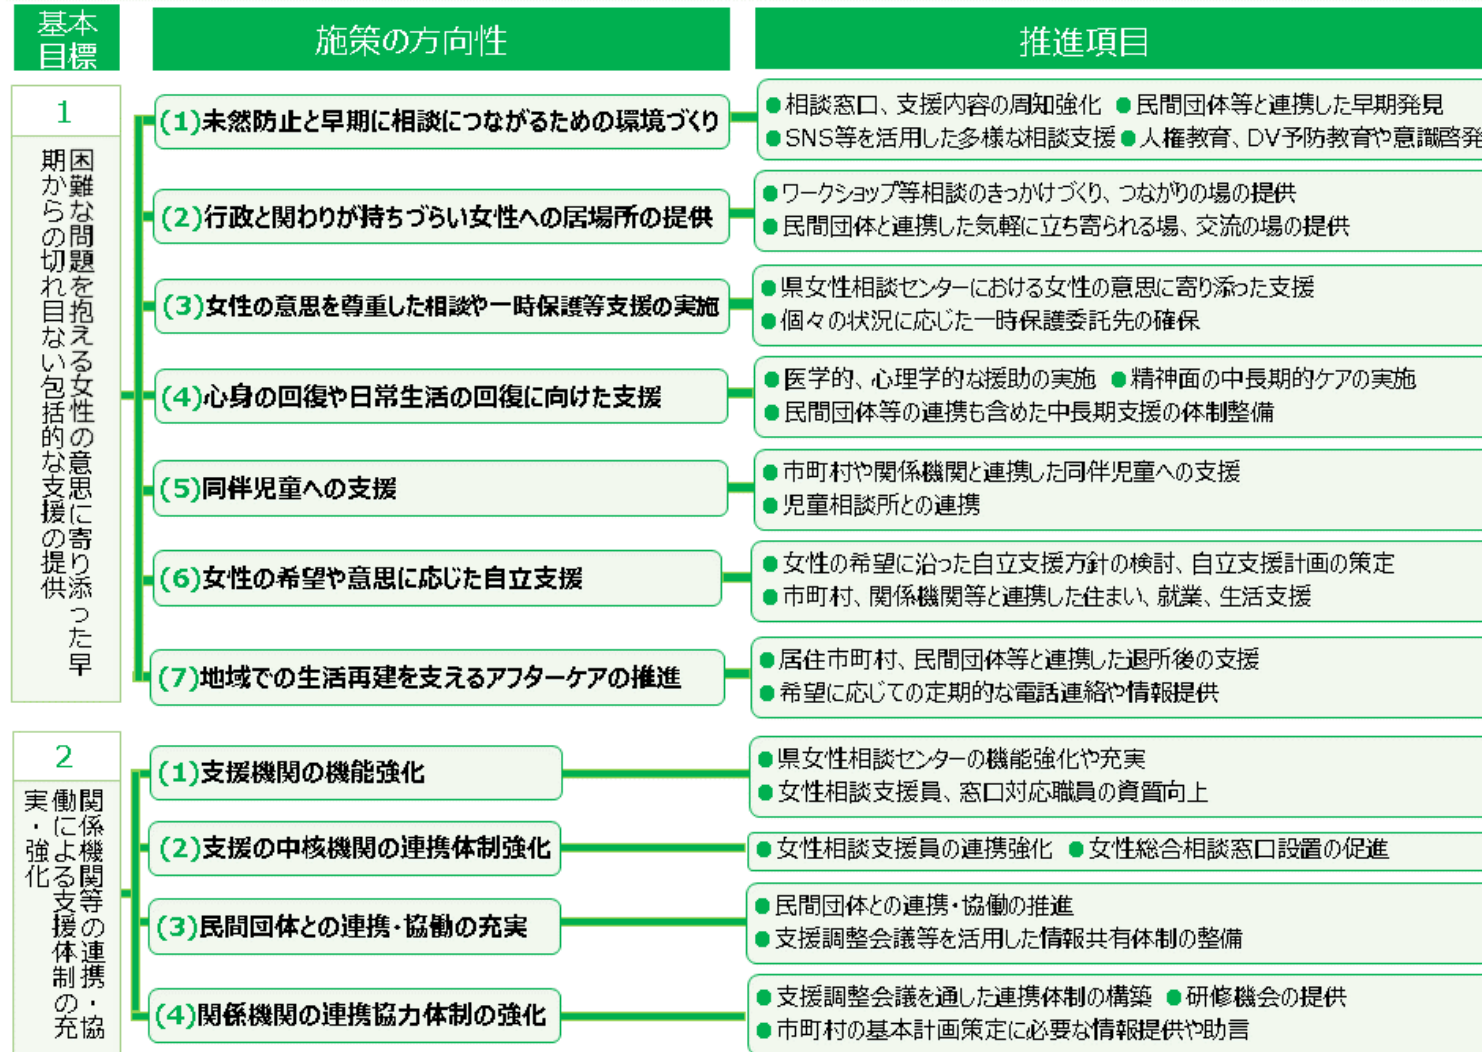 基本
目標
施策の方向性
推進項目
1
困難な問題を抱える女性の意思に寄り添った早
期からの切れ目ない包括的な支援の提供
(1)未然防止と早期に相談につながるための環境づくり
●相談窓口、支援内容の周知強化 ●民間団体等と連携した早期発見
●SNS等を活用した多様な相談支援●人権教育、DV予防教育や意識啓発
(2)行政と関わりが持ちづらい女性への居場所の提供
●ワークショップ等相談のきっかけづくり、つながりの場の提供
●民間団体と連携した気軽に立ち寄られる場、交流の場の提供
(3)女性の意思を尊重した相談や一時保護等支援の実施
●県女性相談センターにおける女性の意思に寄り添った支援
●個々の状況に応じた一時保護委託先の確保
(4)心身の回復や日常生活の回復に向けた支援
●医学的、心理学的な援助の実施 ●精神面の中長期的ケアの実施
●民間団体等の連携も含めた中長期支援の体制整備
(5)同伴児童への支援
●市町村や関係機関と連携した同伴児童への支援
●児童相談所との連携
(6)女性の希望や意思に応じた自立支援
●女性の希望に沿った自立支援方針の検討、自立支援計画の策定
●市町村、関係機関等と連携した住まい、就業、生活支援
(7)地域での生活再建を支えるアフターケアの推進
●居住市町村、民間団体等と連携した退所後の支援
●希望に応じての定期的な電話連絡や情報提供
2
関係機関等の連携・協
働による支援体制の充
実・強化
(1)支援機関の機能強化
●県女性相談センターの機能強化や充実
●女性相談支援員、窓口対応職員の資質向上
(2)支援の中核機関の連携体制強化
●女性相談支援員の連携強化 ●女性総合相談窓口設置の促進
(3)民間団体との連携・協働の充実
●民間団体との連携・協働の推進
●支援調整会議等を活用した情報共有体制の整備
(4)関係機関の連携協力体制の強化
●支援調整会議を通した連携体制の構築 ●研修機会の提供
●市町村の基本計画策定に必要な情報提供や助言